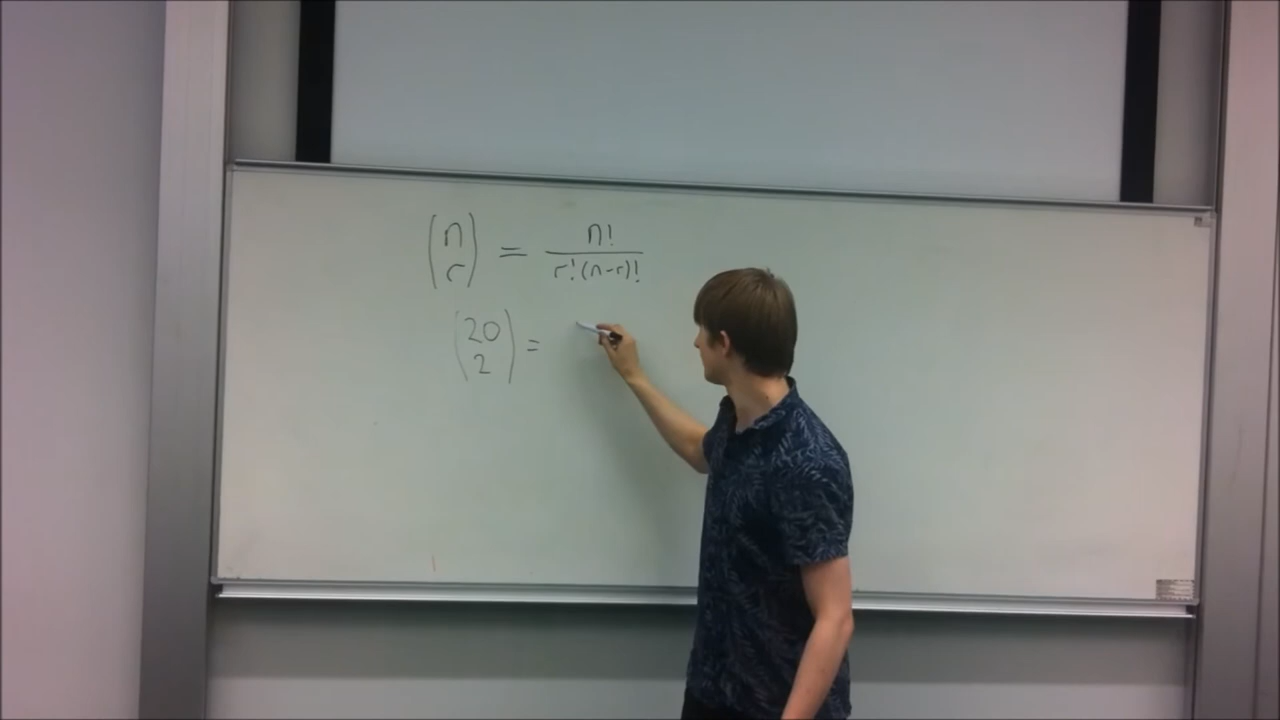 (n r) = n! / r!(n-r)!
(20 2) =